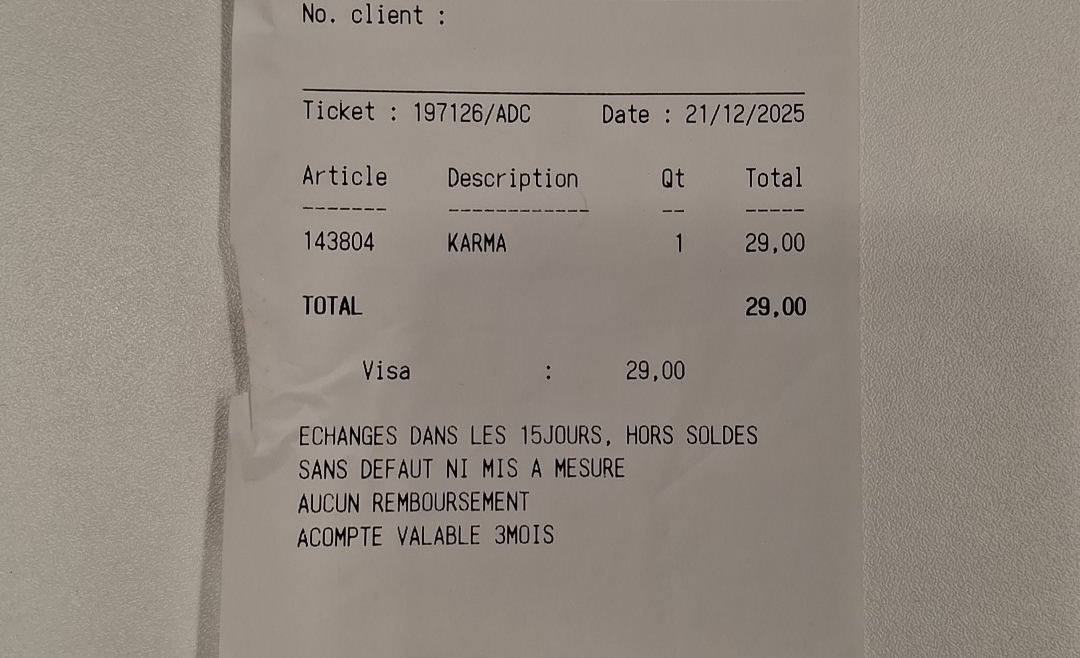 No. client :
Ticket : 197126/ADC Date : 21/12/2025
Article Description Qt Total
------- ------------ -- -----
143804 KARMA 1 29,00
TOTAL 29,00
Visa : 29,00
ECHANGES DANS LES 15JOURS, HORS SOLDES
SANS DEFAUT NI MIS A MESURE
AUCUN REMBOURSEMENT
ACOMPTE VALABLE 3MOIS